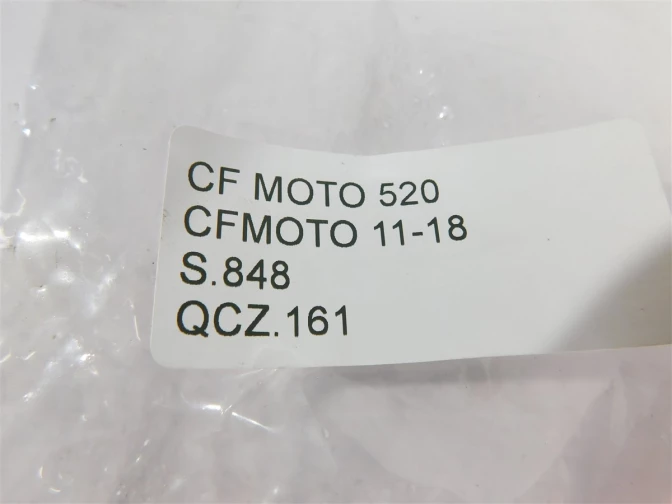 CF MOTO 520
CFMOTO 11-18
S.848
QCZ.161